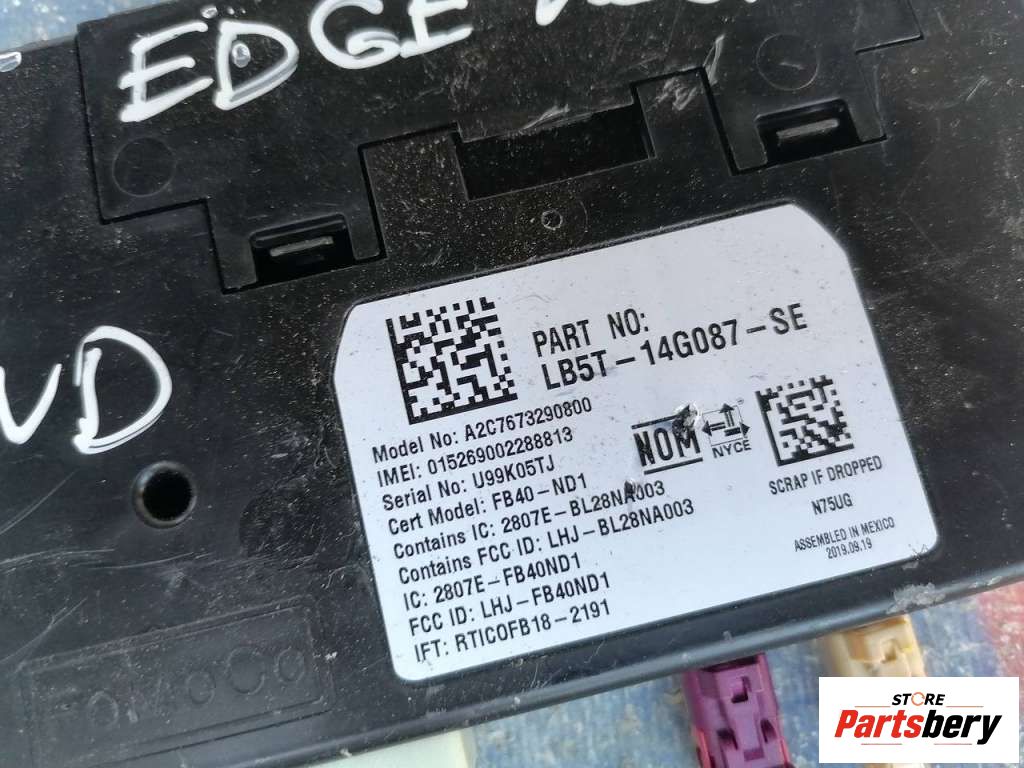 EDGE
ND
PART NO:
LB5T-14G087-SE
Model No: A2C7673290800
IMEI: 015269002288813
Serial No: U99K05TJ
Cert Model: FB40-ND1
Contains IC: 2807E-BL28NA003
Contains FCC ID: LHJ-BL28NA003
IC: 2807E-FB40ND1
FCC ID: LHJ-FB40ND1
IFT: RTICOFB18-2191
NOM
NYCE
SCRAP IF DROPPED
N75UG
ASSEMBLED IN MEXICO
2019.09.19
FoMoCo
STORE
Partsbery